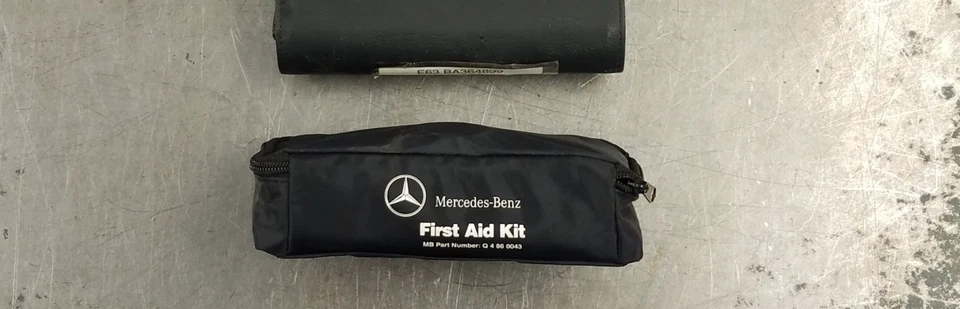 E63 BA364899
Mercedes-Benz
First Aid Kit
MB Part Number: Q 4 86 0043